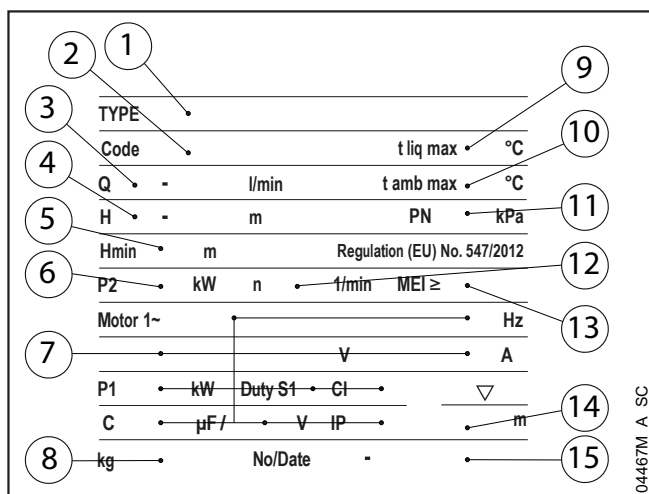 1
2
3
4
5
6
7
8
9
10
11
12
13
14
15
TYPE
Code t liq max °C
Q - l/min t amb max °C
H - m PN kPa
Hmin m Regulation (EU) No. 547/2012
P2 kW n 1/min MEI ≥
Motor 1~ Hz
V A
P1 kW Duty S1 Cl
C µF / V IP m
kg No/Date -
04467M A SC